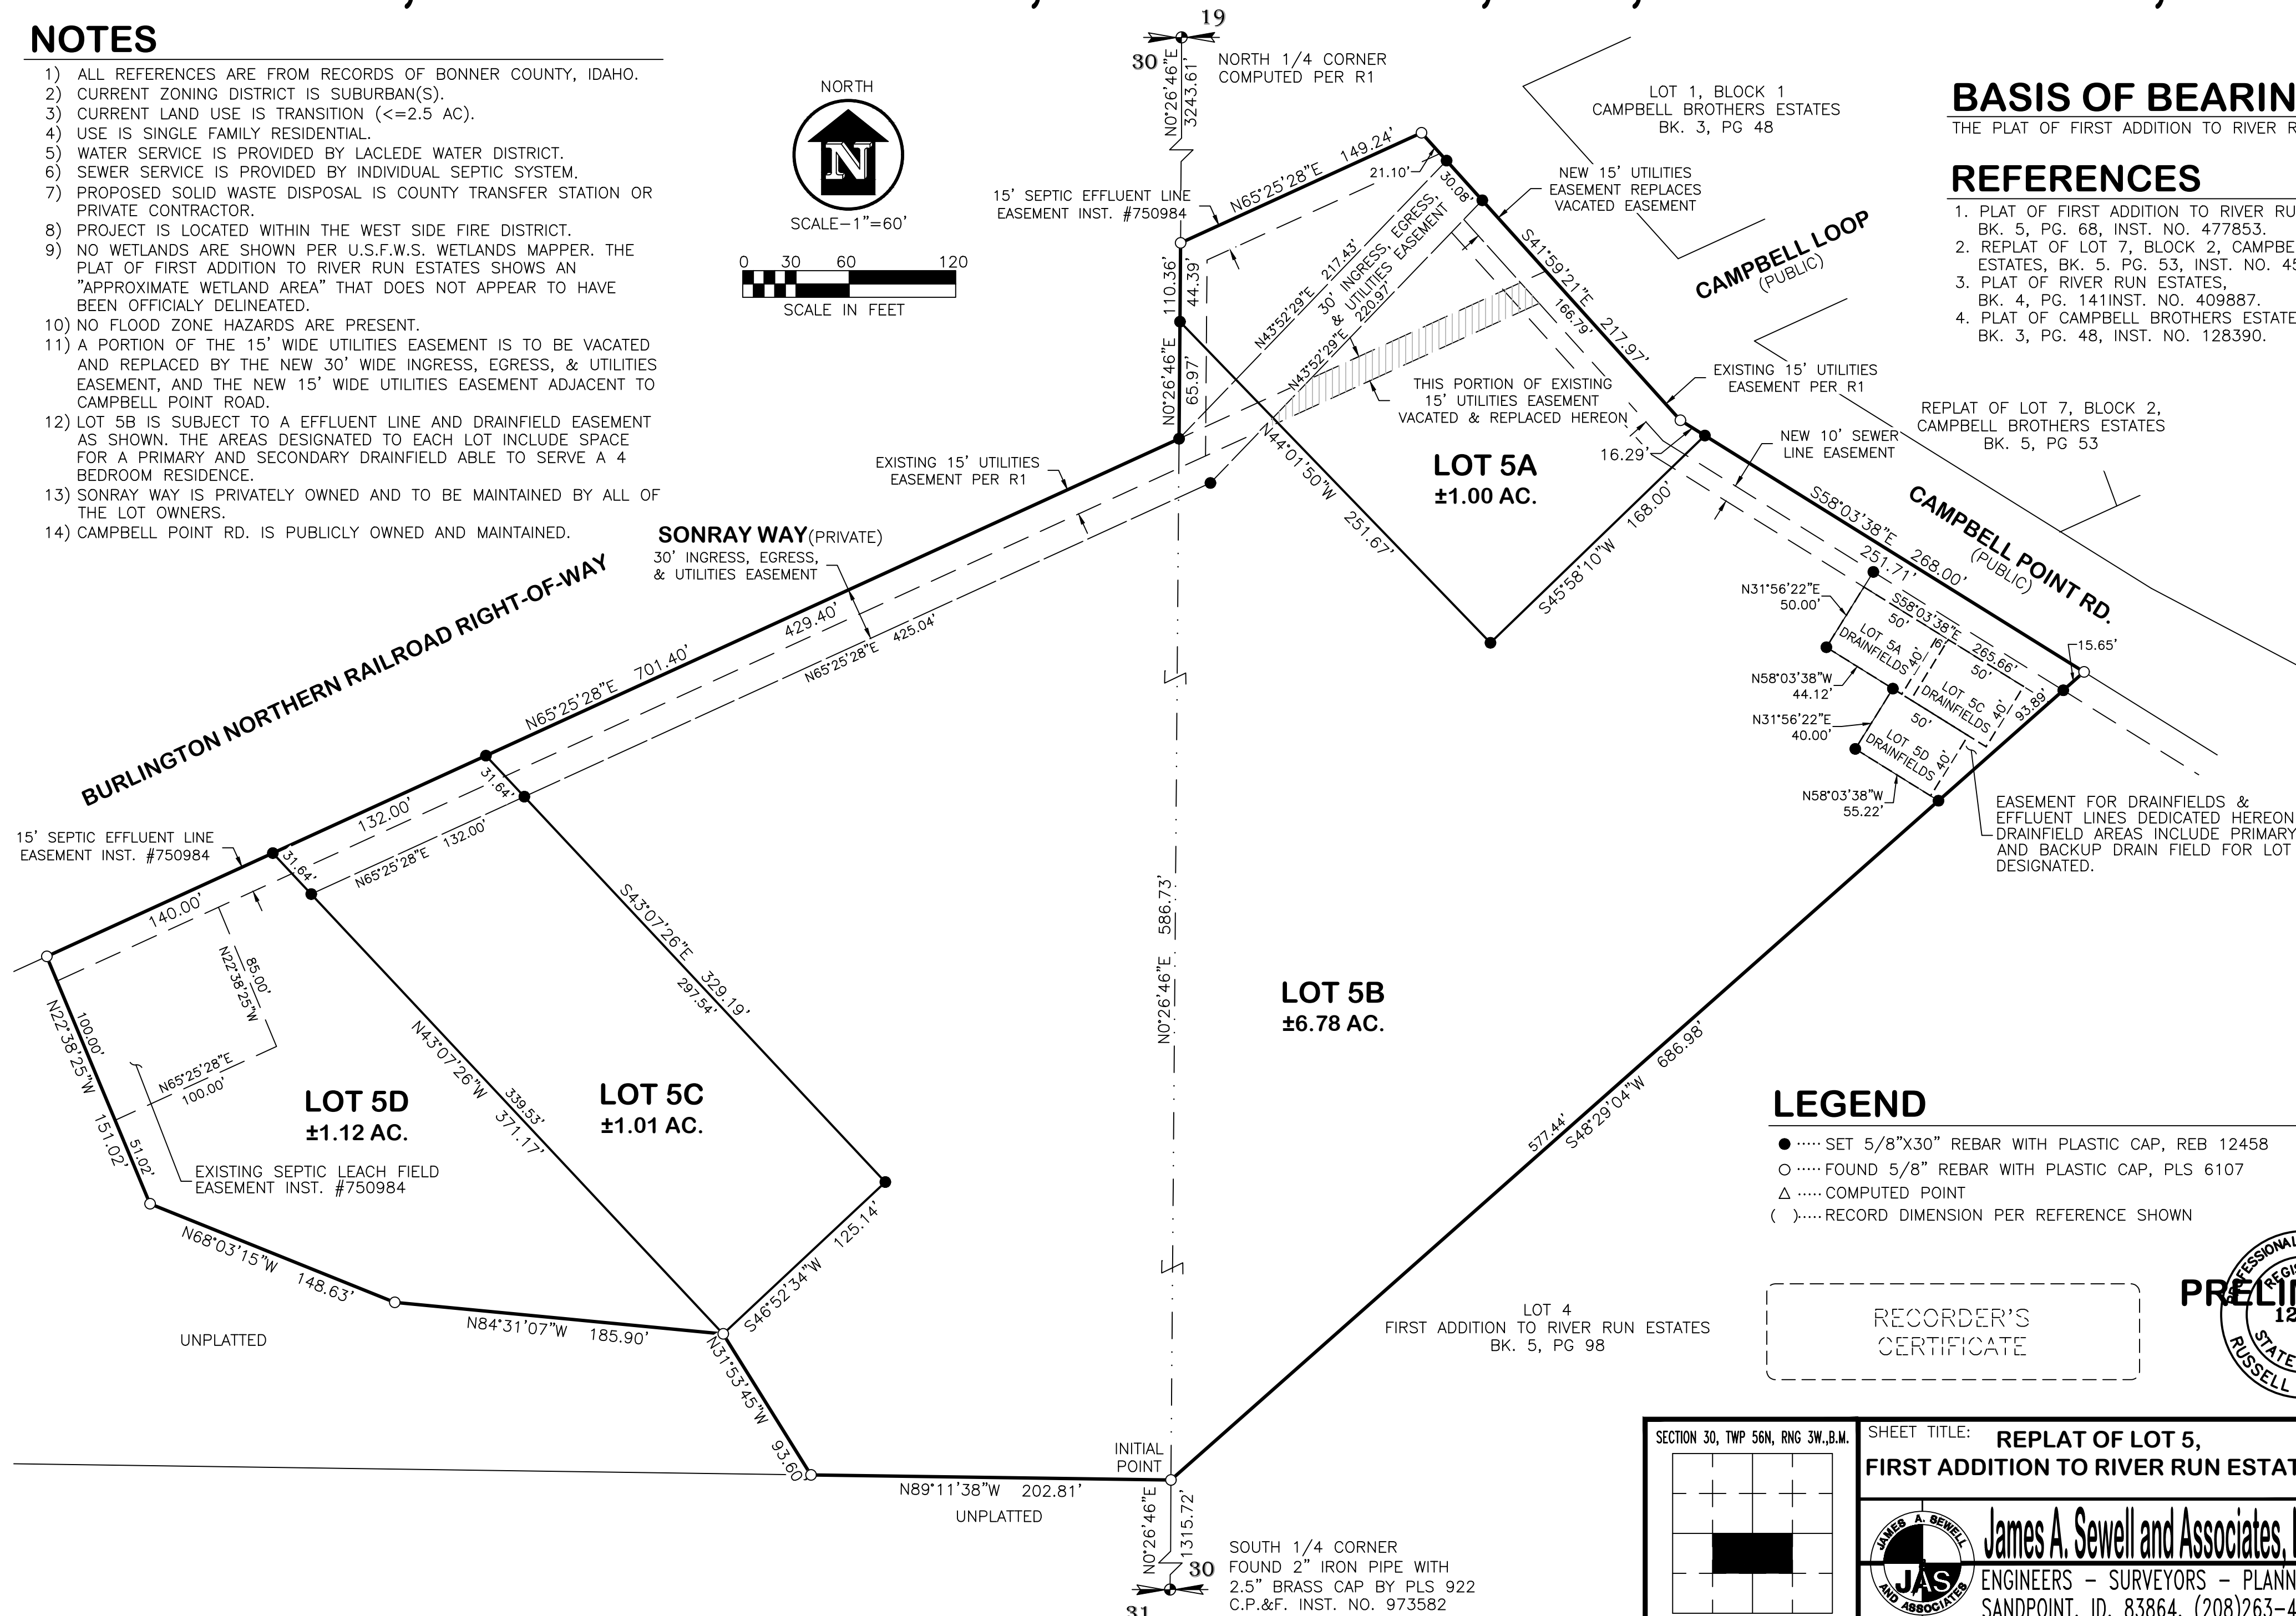 NOTES
1) ALL REFERENCES ARE FROM RECORDS OF BONNER COUNTY, IDAHO.
2) CURRENT ZONING DISTRICT IS SUBURBAN(S).
3) CURRENT LAND USE IS TRANSITION (<=2.5 AC).
4) USE IS SINGLE FAMILY RESIDENTIAL.
5) WATER SERVICE IS PROVIDED BY LACLEDE WATER DISTRICT.
6) SEWER SERVICE IS PROVIDED BY INDIVIDUAL SEPTIC SYSTEM.
7) PROPOSED SOLID WASTE DISPOSAL IS COUNTY TRANSFER STATION OR
PRIVATE CONTRACTOR.
8) PROJECT IS LOCATED WITHIN THE WEST SIDE FIRE DISTRICT.
9) NO WETLANDS ARE SHOWN PER U.S.F.W.S. WETLANDS MAPPER. THE
PLAT OF FIRST ADDITION TO RIVER RUN ESTATES SHOWS AN
"APPROXIMATE WETLAND AREA" THAT DOES NOT APPEAR TO HAVE
BEEN OFFICIALY DELINEATED.
10) NO FLOOD ZONE HAZARDS ARE PRESENT.
11) A PORTION OF THE 15' WIDE UTILITIES EASEMENT IS TO BE VACATED
AND REPLACED BY THE NEW 30' WIDE INGRESS, EGRESS, & UTILITIES
EASEMENT, AND THE NEW 15' WIDE UTILITIES EASEMENT ADJACENT TO
CAMPBELL POINT ROAD.
12) LOT 5B IS SUBJECT TO A EFFLUENT LINE AND DRAINFIELD EASEMENT
AS SHOWN. THE AREAS DESIGNATED TO EACH LOT INCLUDE SPACE
FOR A PRIMARY AND SECONDARY DRAINFIELD ABLE TO SERVE A 4
BEDROOM RESIDENCE.
13) SONRAY WAY IS PRIVATELY OWNED AND TO BE MAINTAINED BY ALL OF
THE LOT OWNERS.
14) CAMPBELL POINT RD. IS PUBLICLY OWNED AND MAINTAINED.
NORTH
N
SCALE-1"=60'
0 30 60 120
SCALE IN FEET
19
30
NORTH 1/4 CORNER
COMPUTED PER R1
N0°26'46"E
3243.61'
15' SEPTIC EFFLUENT LINE
EASEMENT INST. #750984
N65°25'28"E 149.24'
21.10'
30.08'
110.36'
44.39'
N0°26'46"E
65.97'
N43°52'29"E 217.43'
30' INGRESS, EGRESS,
& UTILITIES EASEMENT
N43°52'29"E 220.97'
LOT 1, BLOCK 1
CAMPBELL BROTHERS ESTATES
BK. 3, PG 48
NEW 15' UTILITIES
EASEMENT REPLACES
VACATED EASEMENT
S41°59'21"E 217.97'
166.79'
CAMPBELL LOOP
(PUBLIC)
EXISTING 15' UTILITIES
EASEMENT PER R1
THIS PORTION OF EXISTING
15' UTILITIES EASEMENT
VACATED & REPLACED HEREON
REPLAT OF LOT 7, BLOCK 2,
CAMPBELL BROTHERS ESTATES
BK. 5, PG 53
NEW 10' SEWER
LINE EASEMENT
16.29'
LOT 5A
±1.00 AC.
N44°01'50"W 251.67'
S45°58'10"W 168.00'
BASIS OF BEARIN
THE PLAT OF FIRST ADDITION TO RIVER R
REFERENCES
1. PLAT OF FIRST ADDITION TO RIVER RU
BK. 5, PG. 68, INST. NO. 477853.
2. REPLAT OF LOT 7, BLOCK 2, CAMPBE
ESTATES, BK. 5. PG. 53, INST. NO. 45
3. PLAT OF RIVER RUN ESTATES,
BK. 4, PG. 141INST. NO. 409887.
4. PLAT OF CAMPBELL BROTHERS ESTATE
BK. 3, PG. 48, INST. NO. 128390.
S58°03'38"E 268.00'
251.71'
CAMPBELL POINT RD.
(PUBLIC)
N31°56'22"E
50.00'
S58°03'38"E 265.66'
50'
LOT 5A
DRAINFIELDS
40'
6'
50'
LOT 5C
DRAINFIELDS
40'
15.65'
93.89'
N58°03'38"W
44.12'
N31°56'22"E
40.00'
50'
LOT 5D
DRAINFIELDS
40'
N58°03'38"W
55.22'
EASEMENT FOR DRAINFIELDS &
EFFLUENT LINES DEDICATED HEREON
DRAINFIELD AREAS INCLUDE PRIMARY
AND BACKUP DRAIN FIELD FOR LOT
DESIGNATED.
EXISTING 15' UTILITIES
EASEMENT PER R1
SONRAY WAY (PRIVATE)
30' INGRESS, EGRESS,
& UTILITIES EASEMENT
BURLINGTON NORTHERN RAILROAD RIGHT-OF-WAY
429.40'
N65°25'28"E 701.40'
N65°25'28"E 425.04'
31.64'
132.00'
N65°25'28"E 132.00'
31.64'
15' SEPTIC EFFLUENT LINE
EASEMENT INST. #750984
140.00'
85.00'
N22°38'25"W
N65°25'28"E
100.00'
100.00'
N22°38'25"W 151.02'
51.02'
EXISTING SEPTIC LEACH FIELD
EASEMENT INST. #750984
LOT 5D
±1.12 AC.
339.53'
N43°07'26"W 371.17'
LOT 5C
±1.01 AC.
S43°07'26"E 329.19'
297.54'
S46°52'34"W 125.14'
N68°03'15"W 148.63'
N84°31'07"W 185.90'
UNPLATTED
N31°53'45"W 93.60'
N0°26'46"E 586.73'
LOT 5B
±6.78 AC.
577.44'
S48°29'04"W 686.98'
LOT 4
FIRST ADDITION TO RIVER RUN ESTATES
BK. 5, PG 98
INITIAL
POINT
N89°11'38"W 202.81'
UNPLATTED
N0°26'46"E
1315.72'
30
31
SOUTH 1/4 CORNER
FOUND 2" IRON PIPE WITH
2.5" BRASS CAP BY PLS 922
C.P.&F. INST. NO. 973582
LEGEND
SET 5/8"X30" REBAR WITH PLASTIC CAP, REB 12458
FOUND 5/8" REBAR WITH PLASTIC CAP, PLS 6107
COMPUTED POINT
( ) RECORD DIMENSION PER REFERENCE SHOWN
RECORDER'S
CERTIFICATE
PRELI
PROFESSIONAL
REGIS
12
STATE
RUSSELL
SECTION 30, TWP 56N, RNG 3W.,B.M.
SHEET TITLE:
REPLAT OF LOT 5,
FIRST ADDITION TO RIVER RUN ESTAT
JAMES A. SEWELL
AND ASSOCIATES
JAS
James A. Sewell and Associates,
ENGINEERS – SURVEYORS – PLANN
SANDPOINT, ID. 83864, (208)263-4